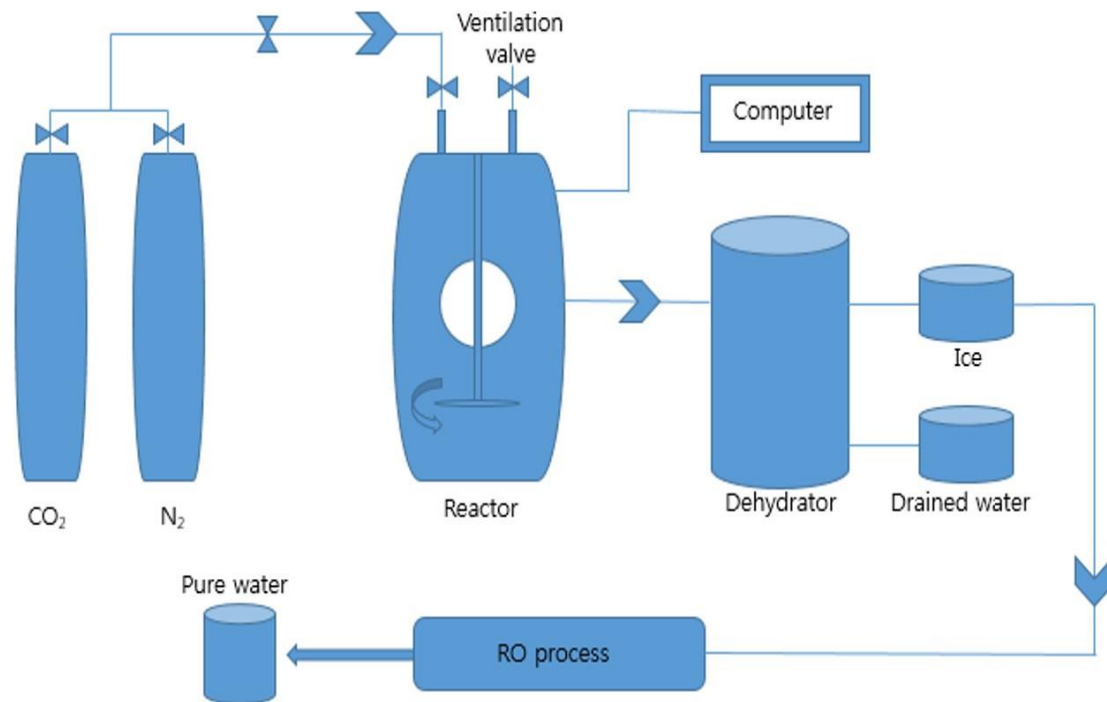 Ventilation
valve
Computer
Ice
Reactor
Dehydrator
Drained water
CO₂
N₂
Pure water
RO process